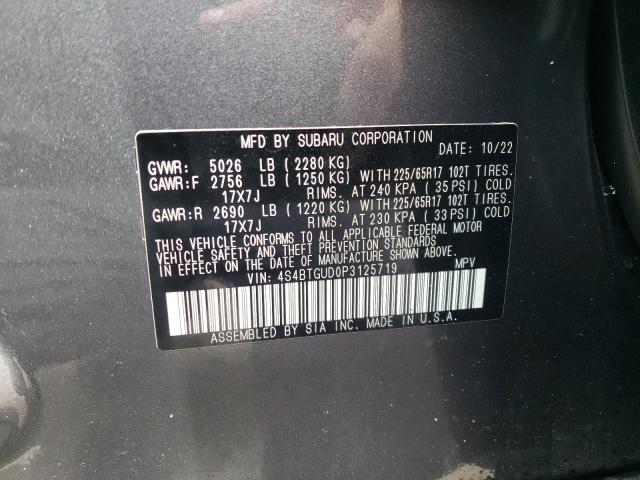 MFD BY SUBARU CORPORATION DATE: 10/22
GVWR: 5026 LB (2280 KG)
GAWR:F 2756 LB (1250 KG) WITH 225/65R17 102T TIRES.
17X7J RIMS. AT 240 KPA (35 PSI) COLD
GAWR:R 2690 LB (1220 KG) WITH 225/65R17 102T TIRES.
17X7J RIMS. AT 230 KPA (33 PSI) COLD
THIS VEHICLE CONFORMS TO ALL APPLICABLE FEDERAL MOTOR
VEHICLE SAFETY AND THEFT PREVENTION STANDARDS
IN EFFECT ON THE DATE OF MANUFACTURE SHOWN ABOVE.
VIN: 4S4BTGUD0P3125719 MPV
ASSEMBLED BY SIA INC. MADE IN U.S.A.